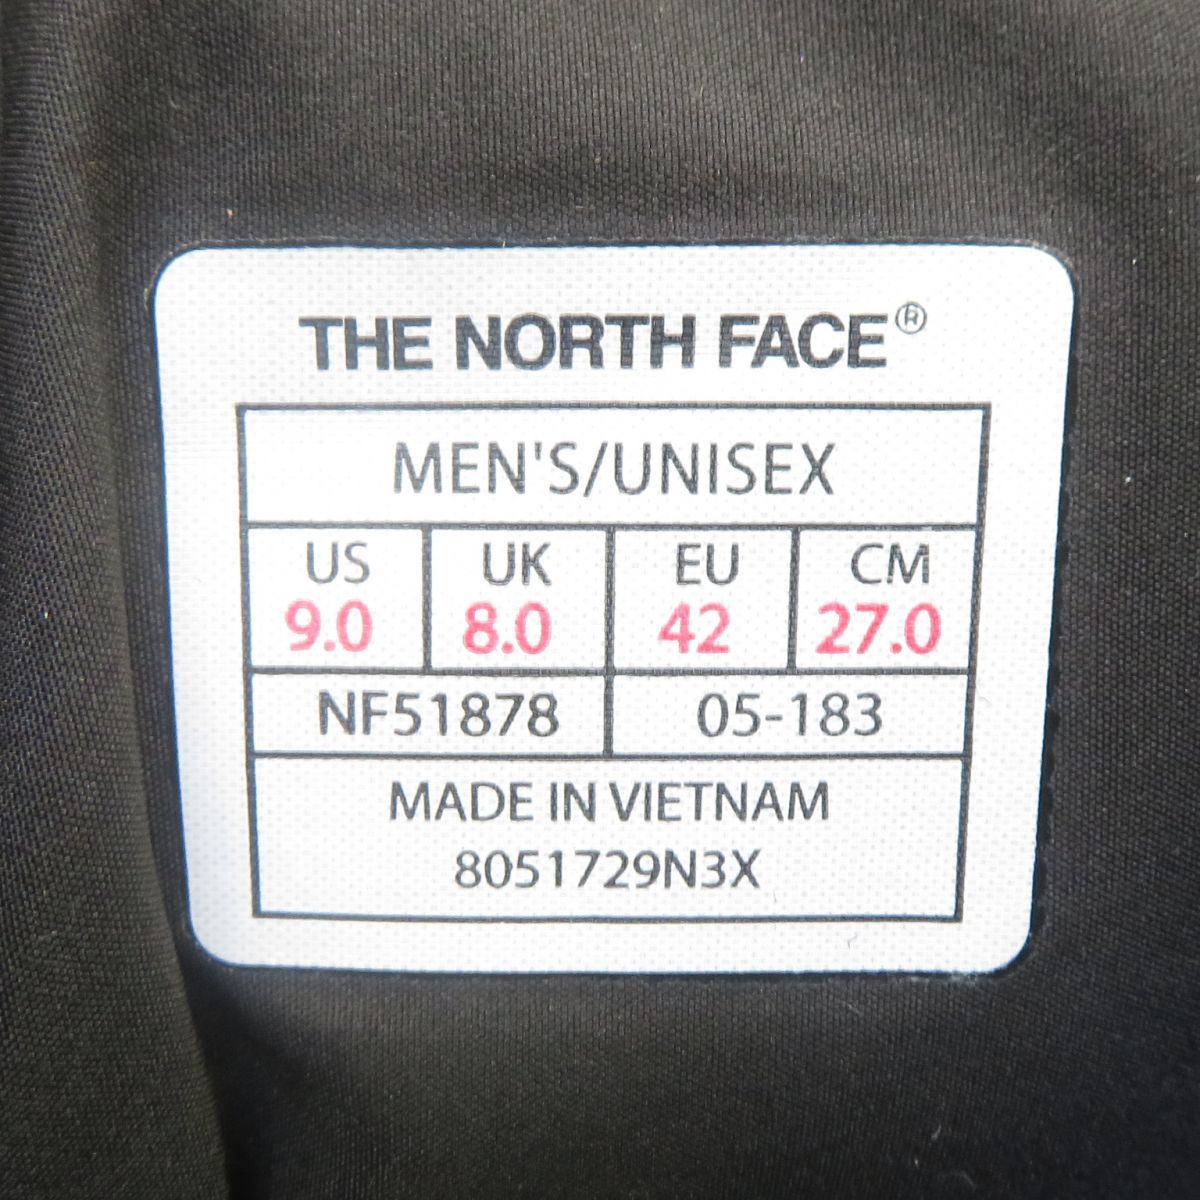 THE NORTH FACE®
MEN'S/UNISEX
US UK EU CM
9.0 8.0 42 27.0
NF51878 05-183
MADE IN VIETNAM
8051729N3X